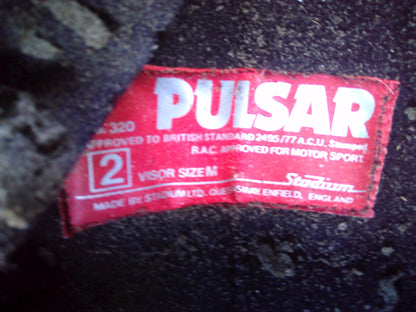 PULSAR
320
APPROVED TO BRITISH STANDARD 2495/77 A.C.U. Stamped
R.A.C. APPROVED FOR MOTOR SPORT
2 VISOR SIZE M
Stadium
MADE BY STADIUM LTD. QUEENSWAY, ENFIELD, ENGLAND